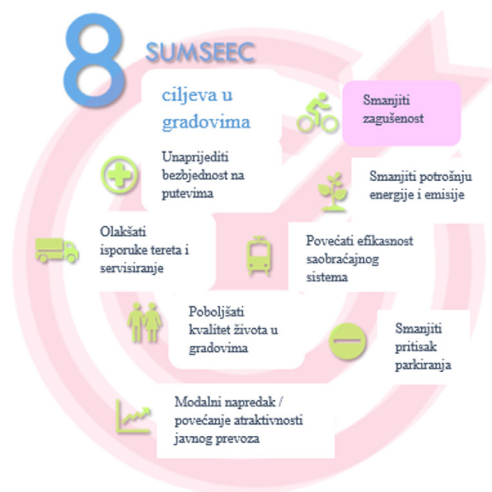 8 SUMSEEC
ciljeva u
gradovima
Smanjiti
zagušenost
Unaprijediti
bezbjednost na
putevima
Smanjiti potrošnju
energije i emisije
Olakšati
isporuke tereta i
servisiranje
Povećati efikasnost
saobraćajnog
sistema
Poboljšati
kvalitet života u
gradovima
Smanjiti
pritisak
parkiranja
Modalni napredak /
povećanje atraktivnosti
javnog prevoza